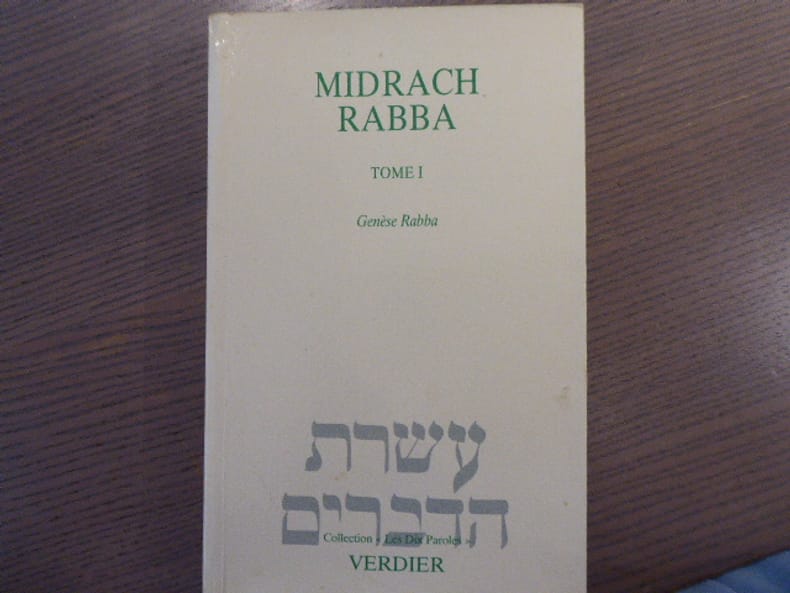 MIDRACH
RABBA
TOME I
Genèse Rabba
עשרת
הדברים
Collection « Les Dix Paroles »
VERDIER